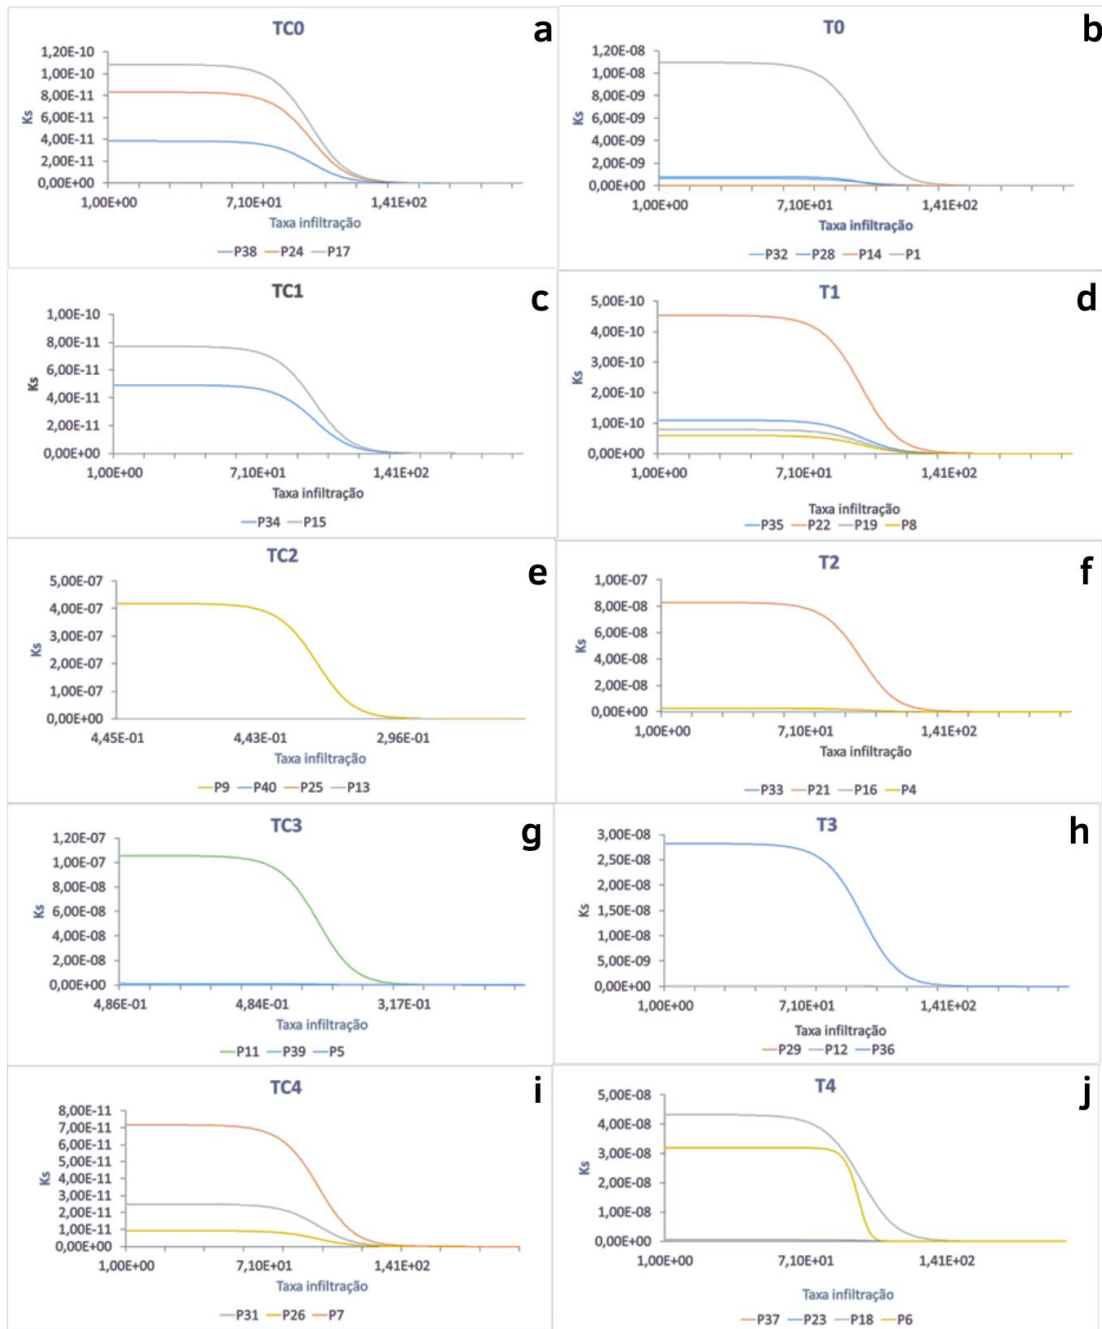 TC0 a
1,20E-10
1,00E-10
8,00E-11
6,00E-11
4,00E-11
2,00E-11
0,00E+00
Ks
1,00E+00 7,10E+01 1,41E+02
Taxa infiltração
P38 P24 P17
T0 b
1,20E-08
1,00E-08
8,00E-09
6,00E-09
4,00E-09
2,00E-09
0,00E+00
Ks
1,00E+00 7,10E+01 1,41E+02
Taxa infiltração
P32 P28 P14 P1
TC1 c
1,00E-10
8,00E-11
6,00E-11
4,00E-11
2,00E-11
0,00E+00
Ks
1,00E+00 7,10E+01 1,41E+02
Taxa infiltração
P34 P15
T1 d
5,00E-10
4,00E-10
3,00E-10
2,00E-10
1,00E-10
0,00E+00
Ks
1,00E+00 7,10E+01 1,41E+02
Taxa infiltração
P35 P22 P19 P8
TC2 e
5,00E-07
4,00E-07
3,00E-07
2,00E-07
1,00E-07
0,00E+00
Ks
4,45E-01 4,43E-01 2,96E-01
Taxa infiltração
P9 P40 P25 P13
T2 f
1,00E-07
8,00E-08
6,00E-08
4,00E-08
2,00E-08
0,00E+00
Ks
1,00E+00 7,10E+01 1,41E+02
Taxa infiltração
P33 P21 P16 P4
TC3 g
1,20E-07
1,00E-07
8,00E-08
6,00E-08
4,00E-08
2,00E-08
0,00E+00
Ks
4,86E-01 4,84E-01 3,17E-01
Taxa infiltração
P11 P39 P5
T3 h
3,00E-08
2,50E-08
2,00E-08
1,50E-08
1,00E-08
5,00E-09
0,00E+00
Ks
1,00E+00 7,10E+01 1,41E+02
Taxa infiltração
P29 P12 P36
TC4 i
8,00E-11
7,00E-11
6,00E-11
5,00E-11
4,00E-11
3,00E-11
2,00E-11
1,00E-11
0,00E+00
Ks
1,00E+00 7,10E+01 1,41E+02
Taxa infiltração
P31 P26 P7
T4 j
5,00E-08
4,00E-08
3,00E-08
2,00E-08
1,00E-08
0,00E+00
Ks
1,00E+00 7,10E+01 1,41E+02
Taxa infiltração
P37 P23 P18 P6